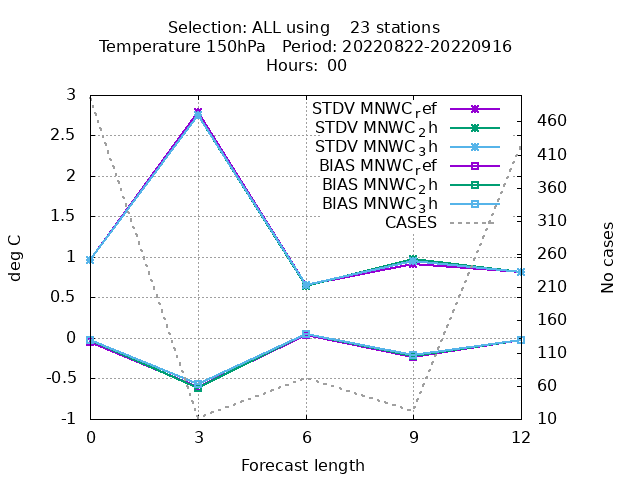 Selection: ALL using 23 stations
Temperature 150hPa Period: 20220822-20220916
Hours: 00
STDV MNWC_ref
STDV MNWC_2h
STDV MNWC_3h
BIAS MNWC_ref
BIAS MNWC_2h
BIAS MNWC_3h
CASES
deg C
3
2.5
2
1.5
1
0.5
0
-0.5
-1
460
410
360
310
260
210
160
110
60
10
No cases
0 3 6 9 12
Forecast length